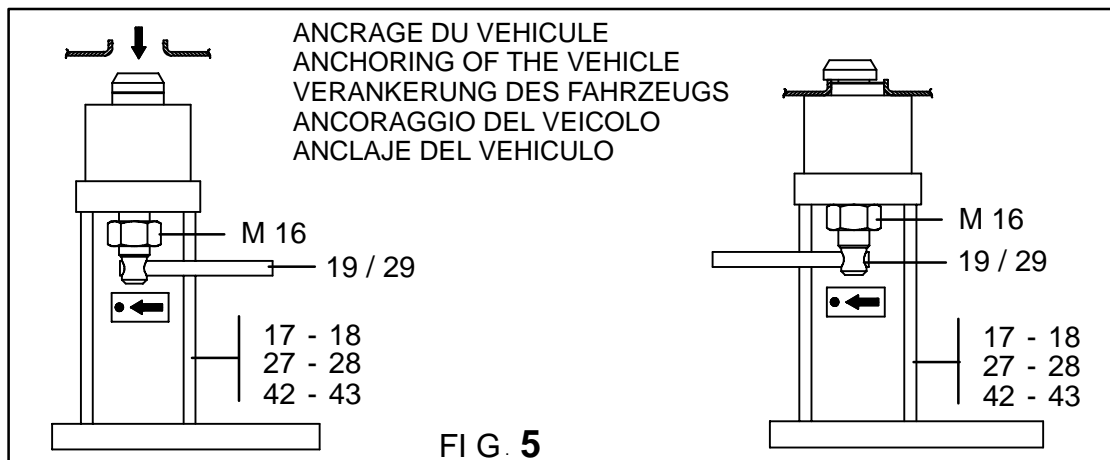 ANCRAGE DU VEHICULE
ANCHORING OF THE VEHICLE
VERANKERUNG DES FAHRZEUGS
ANCORAGGIO DEL VEICOLO
ANCLAJE DEL VEHICULO
M 16
19 / 29
17 - 18
27 - 28
42 - 43
M 16
19 / 29
17 - 18
27 - 28
42 - 43
FIG. 5